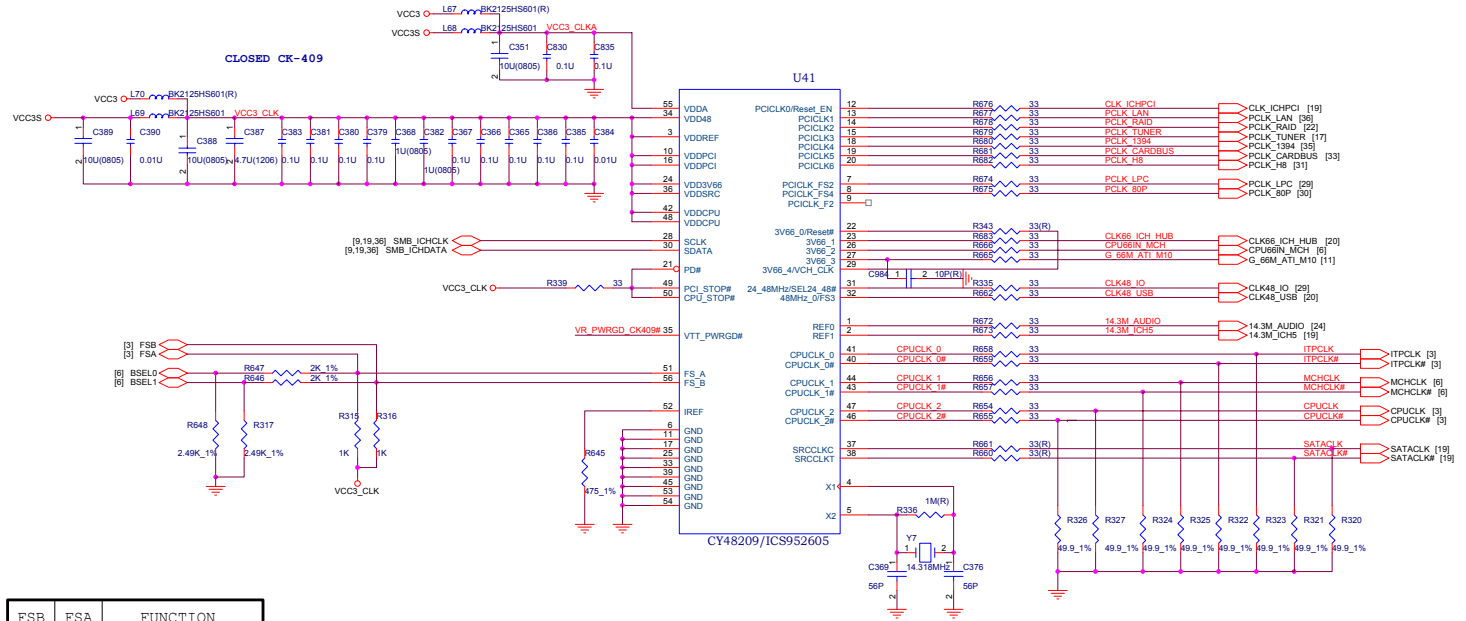 VCC3 L67 BK2125HS601(R)
VCC3S L68 BK2125HS601 VCC3_CLKA
1 C351 C830 C835
2 10U(0805) 0.1U 0.1U
CLOSED CK-409
VCC3 L70 BK2125HS601(R)
VCC3S L69 BK2125HS601 VCC3_CLK
1 C389 C390 1 C388 1 C387 C383 C381 C380 C379 C368 C382 C367 C366 C365 C386 C385 C384
2 10U(0805) 0.01U 2 10U(0805) 2 4.7U(1206) 0.1U 0.1U 0.1U 0.1U 1U(0805) 1U(0805) 0.1U 0.1U 0.1U 0.1U 0.1U 0.01U
U41
55 VDDA
34 VDD48
3 VDDREF
10 VDDPCI
16 VDDPCI
24 VDD3V66
36 VDDSRC
42 VDDCPU
48 VDDCPU
[9,19,36] SMB_ICHCLK 28 SCLK
[9,19,36] SMB_ICHDATA 30 SDATA
21 PD#
VCC3_CLK R339 33 49 PCI_STOP#
50 CPU_STOP#
VR_PWRGD_CK409# 35 VTT_PWRGD#
[3] FSB
[3] FSA
[6] BSEL0 R647 2K_1% 51 FS_A
[6] BSEL1 R646 2K_1% 56 FS_B
R648 R317 R315 R316
2.49K_1% 2.49K_1% 1K 1K
VCC3_CLK
52 IREF
R645
475_1%
6 GND
11 GND
17 GND
25 GND
33 GND
39 GND
45 GND
53 GND
54 GND
PCICLK0/Reset_EN 12 R676 33 CLK_ICHPCI CLK_ICHPCI [19]
PCICLK1 13 R677 33 PCLK_LAN PCLK_LAN [36]
PCICLK2 14 R678 33 PCLK_RAID PCLK_RAID [22]
PCICLK3 15 R679 33 PCLK_TUNER PCLK_TUNER [17]
PCICLK4 18 R680 33 PCLK_1394 PCLK_1394 [35]
PCICLK5 19 R681 33 PCLK_CARDBUS PCLK_CARDBUS [33]
PCICLK6 20 R682 33 PCLK_H8 PCLK_H8 [31]
PCICLK_FS2 7 R674 33 PCLK_LPC PCLK_LPC [29]
PCICLK_FS4 8 R675 33 PCLK_80P PCLK_80P [30]
PCICLK_F2 9
3V66_0/Reset# 22 R343 33(R)
3V66_1 23 R683 33 CLK66_ICH_HUB CLK66_ICH_HUB [20]
3V66_2 26 R666 33 CPU66IN_MCH CPU66IN_MCH [6]
3V66_3 27 R665 33 G_66M_ATI_M10 G_66M_ATI_M10 [11]
3V66_4/VCH_CLK 29
C984 1 2 10P(R)
24_48MHz/SEL24_48# 31 R335 33 CLK48_IO CLK48_IO [29]
48MHz_0/FS3 32 R662 33 CLK48_USB CLK48_USB [20]
REF0 1 R672 33 14.3M_AUDIO 14.3M_AUDIO [24]
REF1 2 R673 33 14.3M_ICH5 14.3M_ICH5 [19]
CPUCLK_0 41 CPUCLK_0 R658 33 ITPCLK ITPCLK [3]
CPUCLK_0# 40 CPUCLK_0# R659 33 ITPCLK# ITPCLK# [3]
CPUCLK_1 44 CPUCLK_1 R656 33 MCHCLK MCHCLK [6]
CPUCLK_1# 43 CPUCLK_1# R657 33 MCHCLK# MCHCLK# [6]
CPUCLK_2 47 CPUCLK_2 R654 33 CPUCLK CPUCLK [3]
CPUCLK_2# 46 CPUCLK_2# R655 33 CPUCLK# CPUCLK# [3]
SRCCLKC 37 R661 33(R) SATACLK SATACLK [19]
SRCCLKT 38 R660 33(R) SATACLK# SATACLK# [19]
X1 4
1M(R)
X2 5 R336
Y7
1 2
14.318MHz
C369 1 C376 1
56P 56P
2 2
R326 R327 R324 R325 R322 R323 R321 R320
49.9_1% 49.9_1% 49.9_1% 49.9_1% 49.9_1% 49.9_1% 49.9_1% 49.9_1%
CY48209/ICS952605
FSB FSA FUNCTION